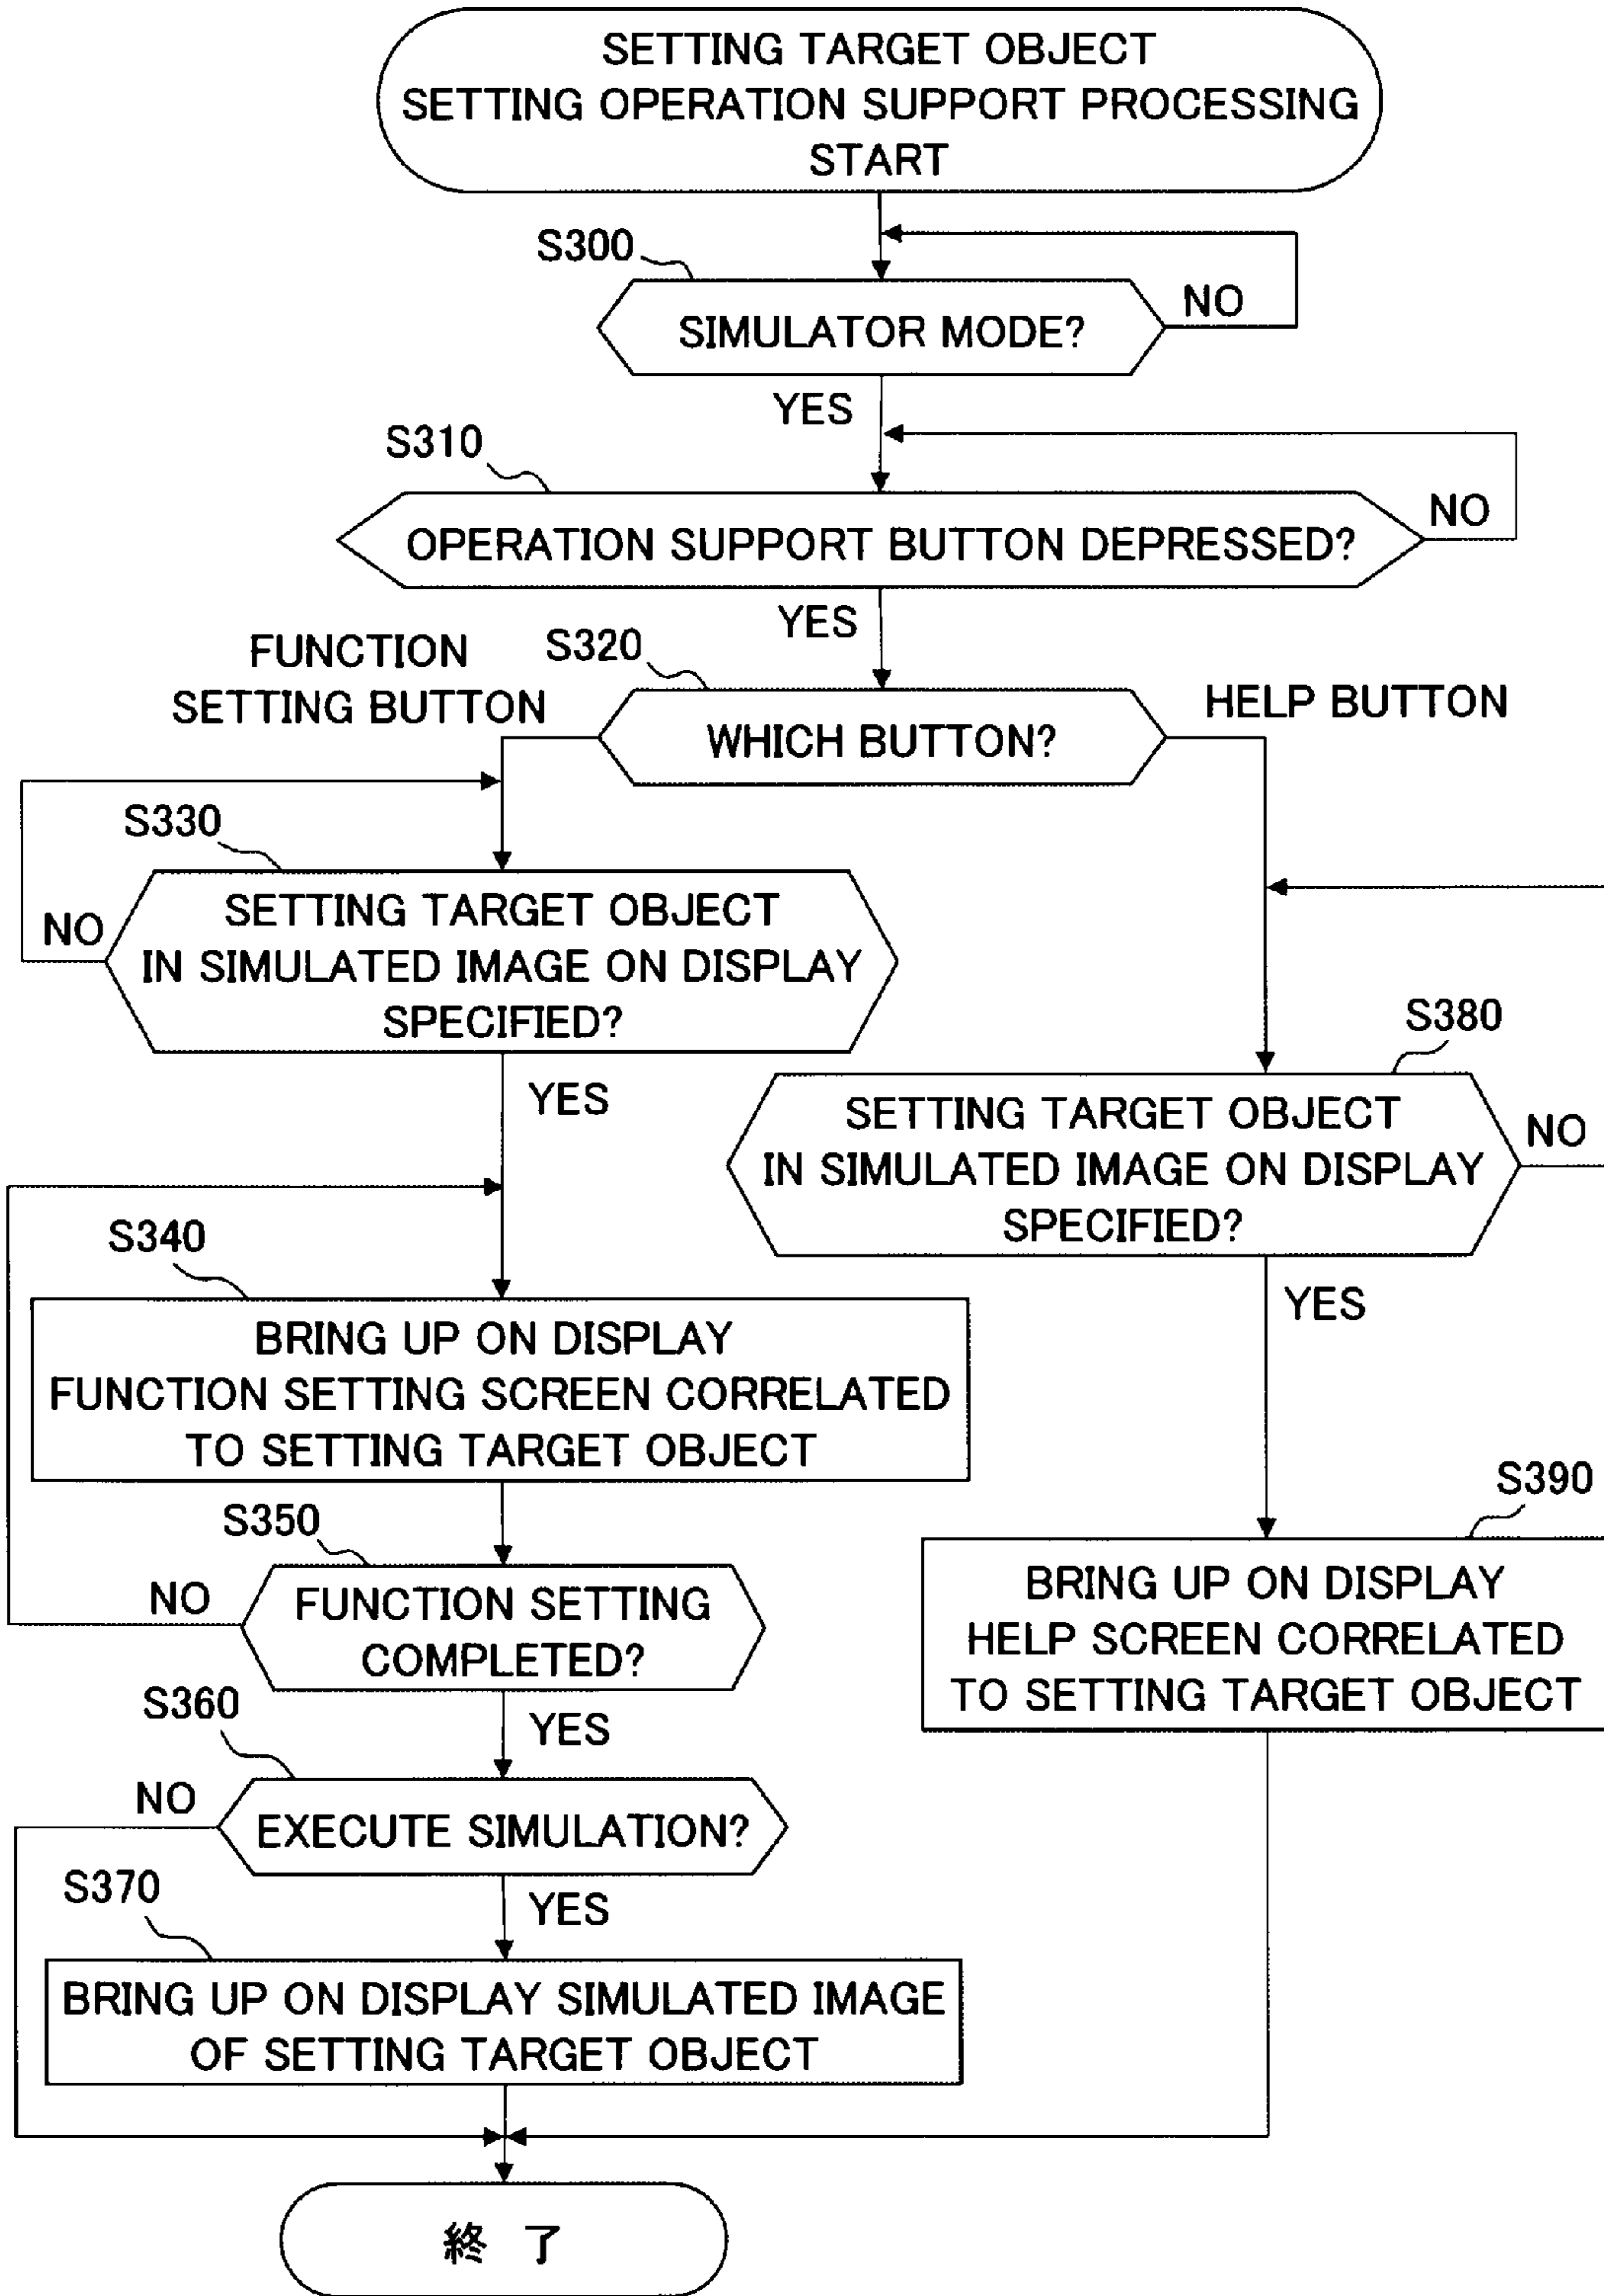 SETTING TARGET OBJECT
SETTING OPERATION SUPPORT PROCESSING
START
S300
SIMULATOR MODE?
NO
YES
S310
OPERATION SUPPORT BUTTON DEPRESSED?
NO
YES
S320
FUNCTION
SETTING BUTTON
WHICH BUTTON?
HELP BUTTON
S330
SETTING TARGET OBJECT
IN SIMULATED IMAGE ON DISPLAY
SPECIFIED?
NO
YES
S340
BRING UP ON DISPLAY
FUNCTION SETTING SCREEN CORRELATED
TO SETTING TARGET OBJECT
S350
FUNCTION SETTING
COMPLETED?
NO
YES
S360
EXECUTE SIMULATION?
NO
YES
S370
BRING UP ON DISPLAY SIMULATED IMAGE
OF SETTING TARGET OBJECT
S380
SETTING TARGET OBJECT
IN SIMULATED IMAGE ON DISPLAY
SPECIFIED?
NO
YES
S390
BRING UP ON DISPLAY
HELP SCREEN CORRELATED
TO SETTING TARGET OBJECT
終 了